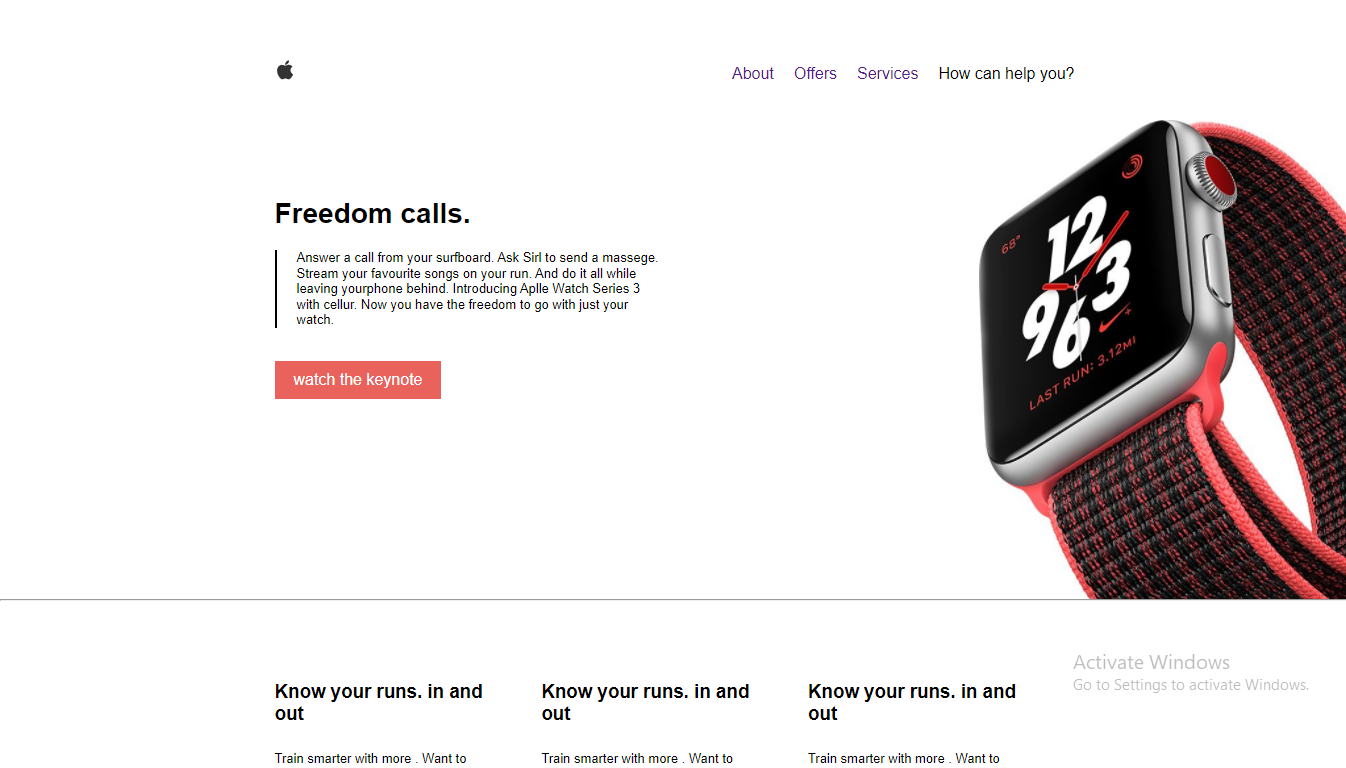 About Offers Services How can help you?
Freedom calls.
Answer a call from your surfboard. Ask Sirl to send a massege.
Stream your favourite songs on your run. And do it all while
leaving yourphone behind. Introducing Aplle Watch Series 3
with cellur. Now you have the freedom to go with just your
watch.
watch the keynote
68°
12
3
6
9
LAST RUN: 3.12MI
Activate Windows
Go to Settings to activate Windows.
Know your runs. in and
out
Train smarter with more . Want to
Know your runs. in and
out
Train smarter with more . Want to
Know your runs. in and
out
Train smarter with more . Want to